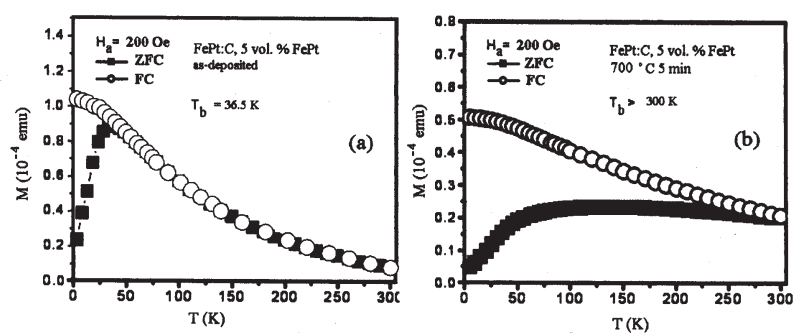 H_a = 200 Oe
ZFC
FC
FePt:C, 5 vol. % FePt
as-deposited
T_b = 36.5 K
(a)
M (10^-4 emu)
1.4
1.2
1.0
0.8
0.6
0.4
0.2
0.0
0 50 100 150 200 250 300
T (K)
H_a = 200 Oe
ZFC
FC
FePt:C, 5 vol. % FePt
700 °C 5 min
T_b > 300 K
(b)
M (10^-4 emu)
0.8
0.7
0.6
0.5
0.4
0.3
0.2
0.1
0.0
0 50 100 150 200 250 300
T (K)